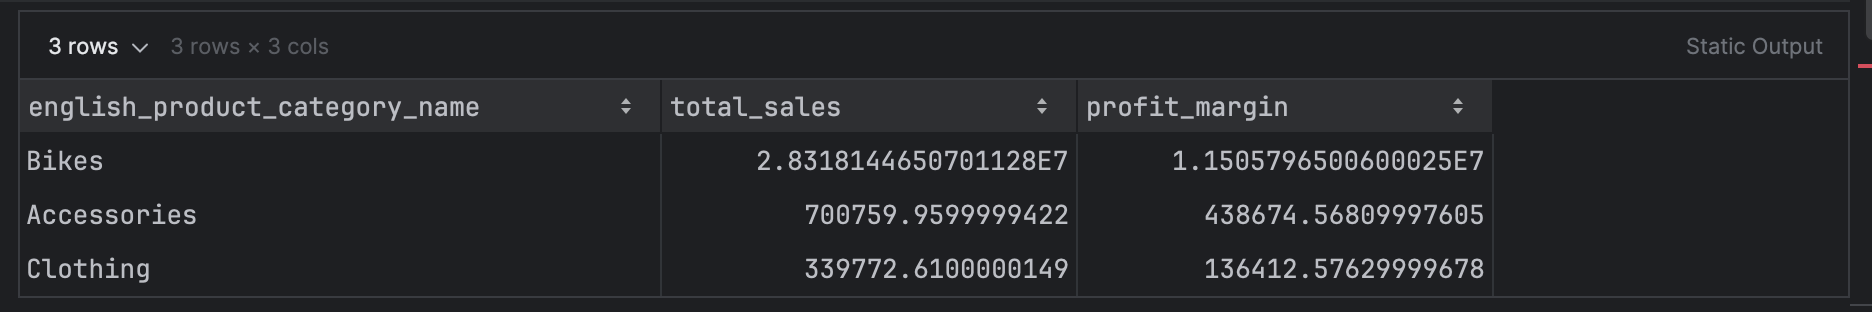 3 rows 3 rows × 3 cols Static Output
english_product_category_name total_sales profit_margin
Bikes 2.8318144650701128E7 1.1505796500600025E7
Accessories 700759.9599999422 438674.56809997605
Clothing 339772.6100000149 136412.57629999678